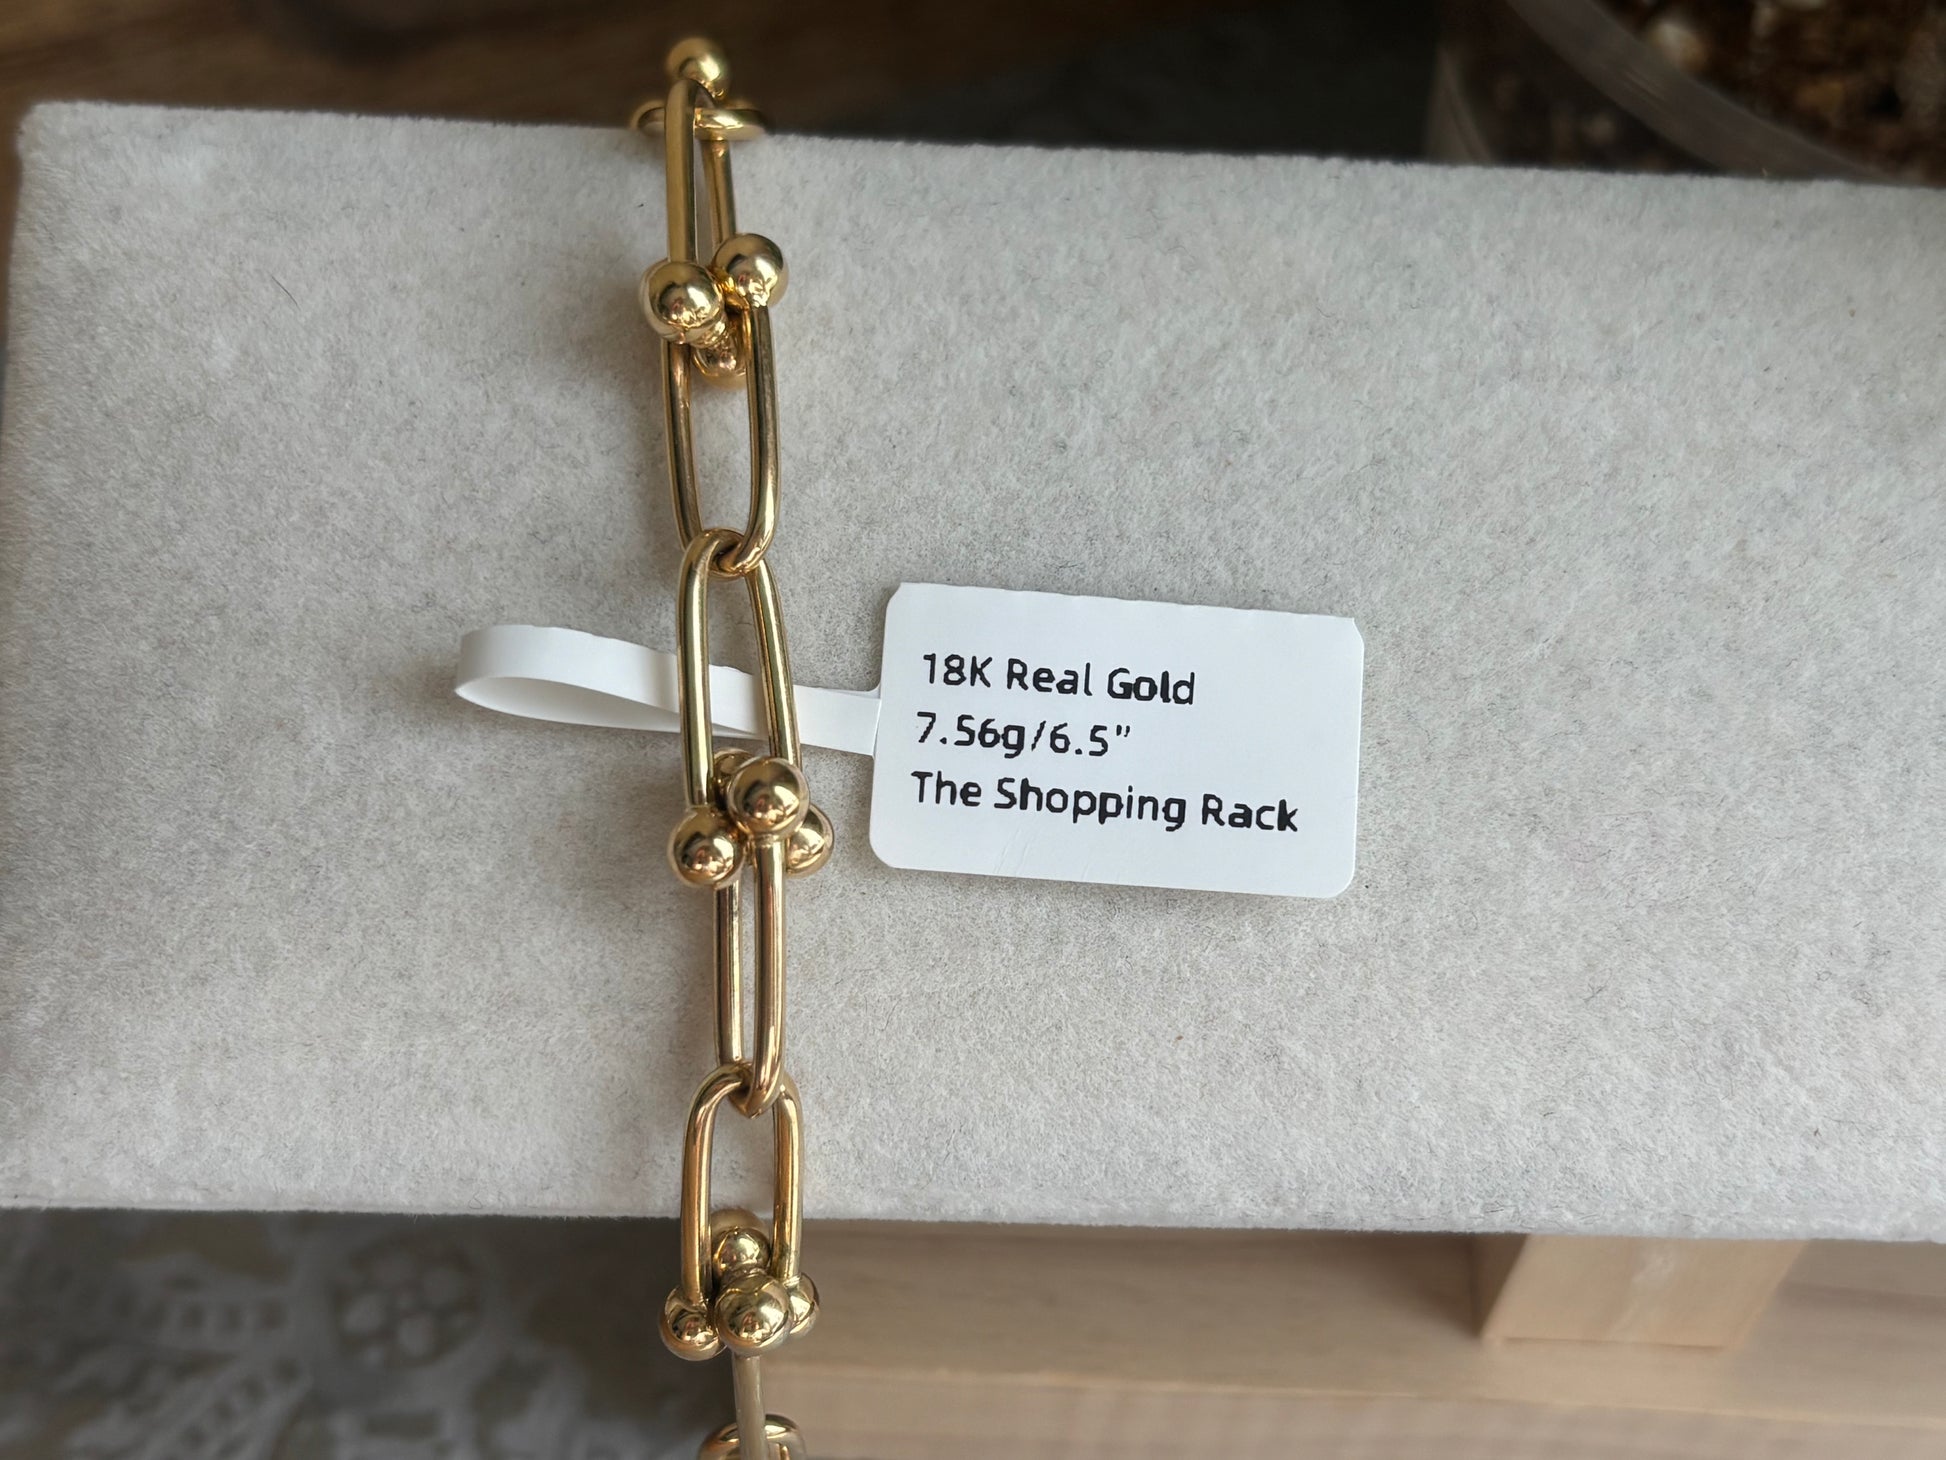 18K Real Gold
7.56g/6.5"
The Shopping Rack